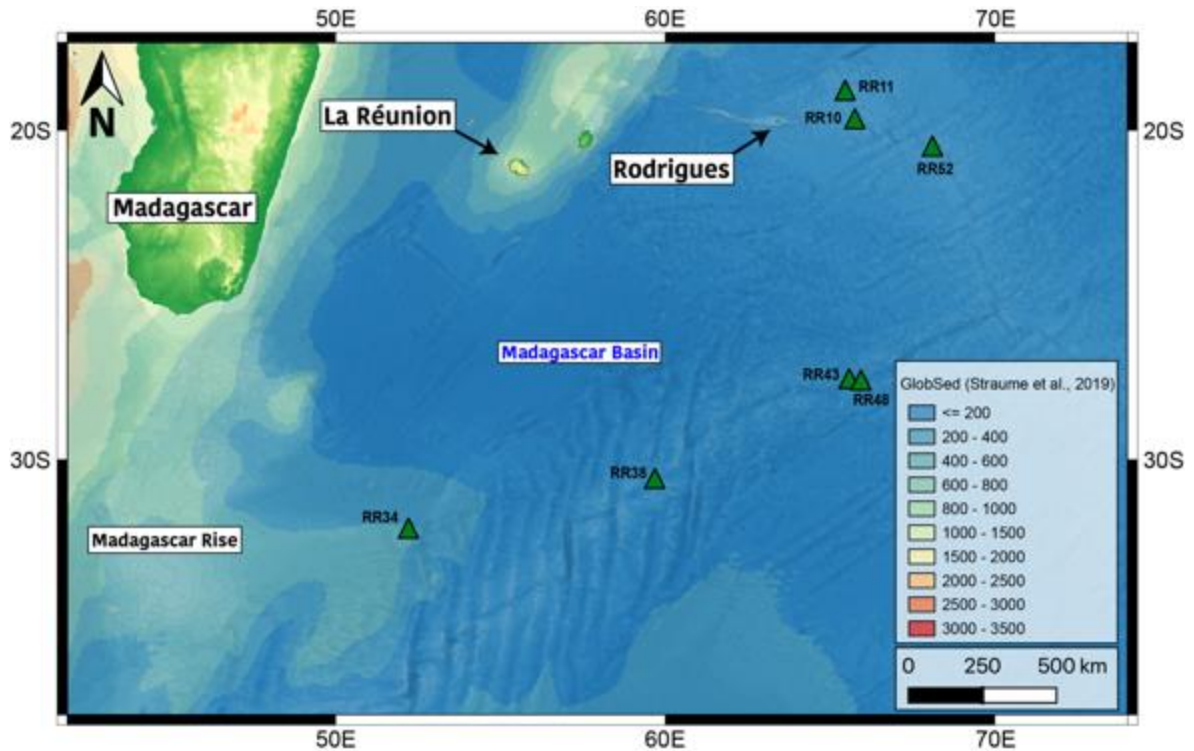 50E 60E 70E
N
20S
20S
La Réunion
Rodrigues
Madagascar
RR11
RR10
RR52
Madagascar Basin
RR43
RR48
RR38
RR34
30S
30S
Madagascar Rise
GlobSed (Straume et al., 2019)
<= 200
200 - 400
400 - 600
600 - 800
800 - 1000
1000 - 1500
1500 - 2000
2000 - 2500
2500 - 3000
3000 - 3500
0 250 500 km
50E 60E 70E